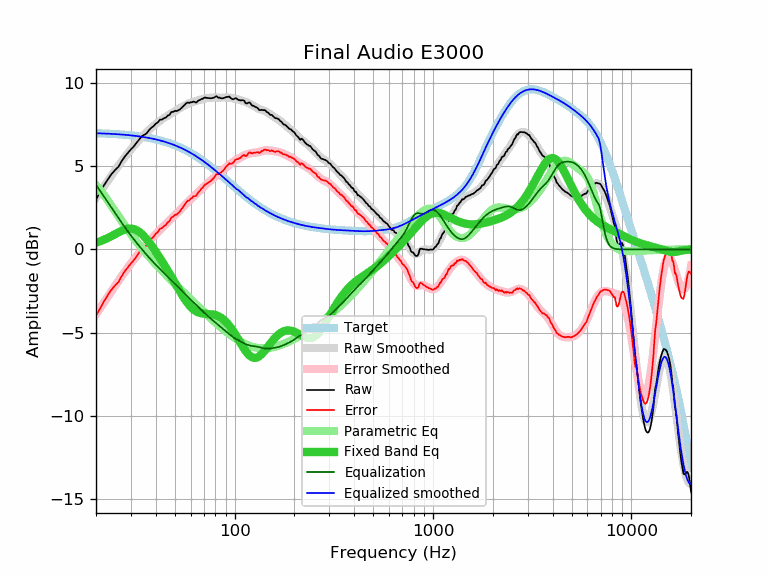 Final Audio E3000
Amplitude (dBr)
10
5
0
−5
−10
−15
Target
Raw Smoothed
Error Smoothed
Raw
Error
Parametric Eq
Fixed Band Eq
Equalization
Equalized smoothed
100
1000
10000
Frequency (Hz)